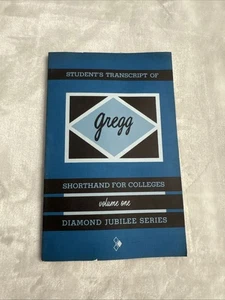 STUDENT'S TRANSCRIPT OF
Gregg
SHORTHAND FOR COLLEGES
volume one
DIAMOND JUBILEE SERIES